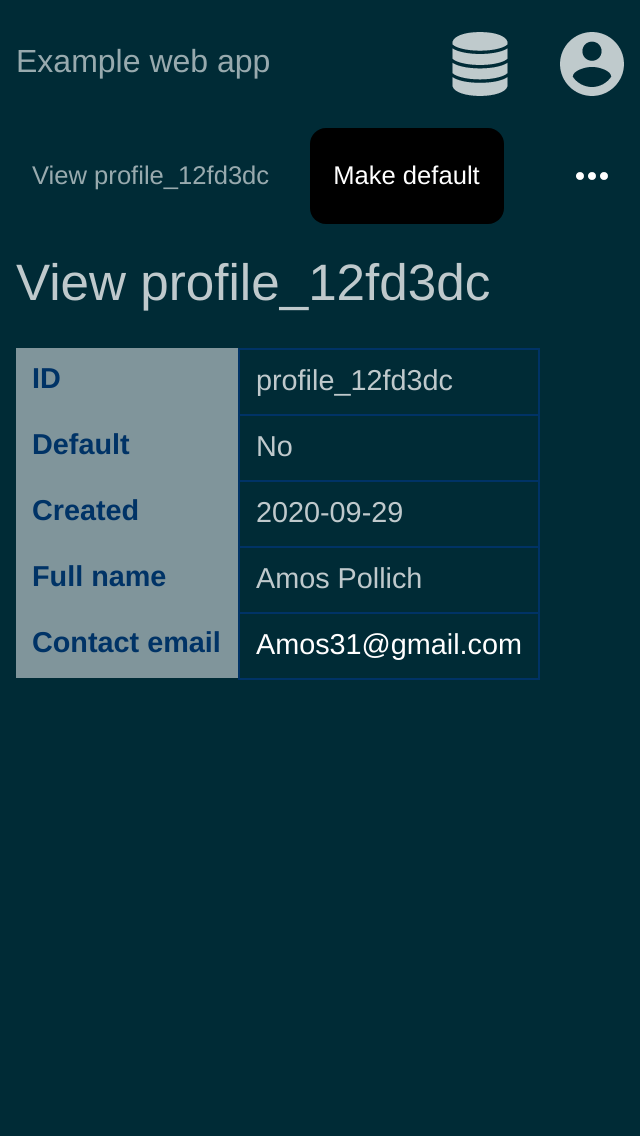 Example web app
View profile_12fd3dc Make default
View profile_12fd3dc
ID profile_12fd3dc
Default No
Created 2020-09-29
Full name Amos Pollich
Contact email Amos31@gmail.com